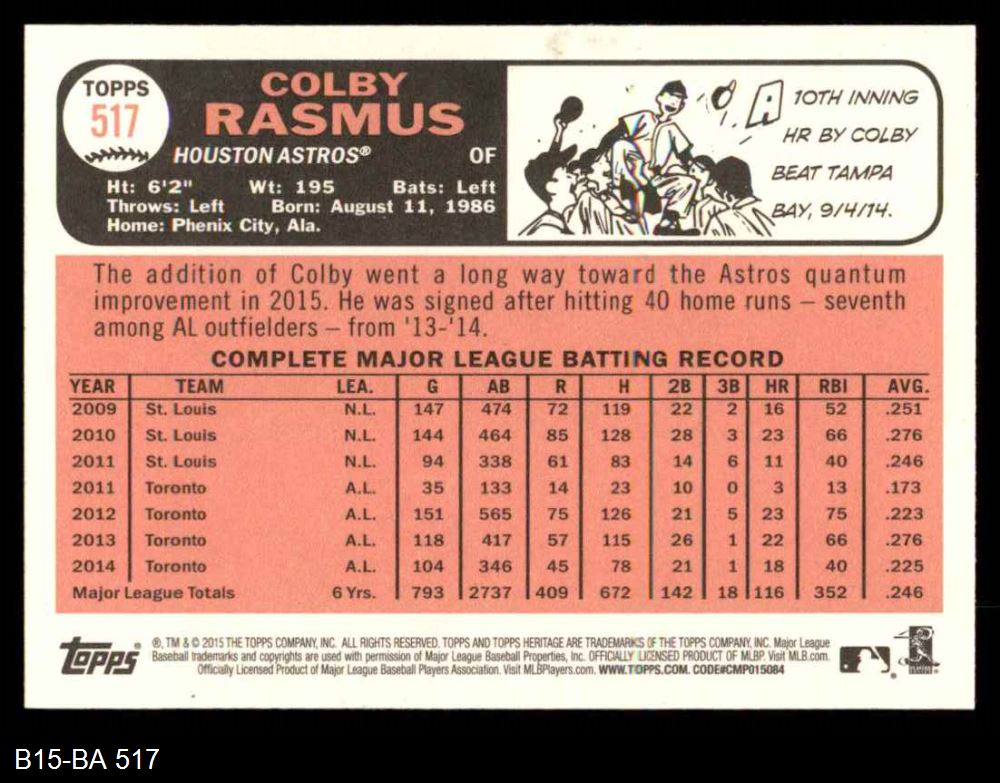 TOPPS
517
COLBY
RASMUS
HOUSTON ASTROS® OF
Ht: 6'2" Wt: 195 Bats: Left
Throws: Left Born: August 11, 1986
Home: Phenix City, Ala.
10TH INNING
HR BY COLBY
BEAT TAMPA
BAY, 9/4/14.
A
The addition of Colby went a long way toward the Astros quantum
improvement in 2015. He was signed after hitting 40 home runs – seventh
among AL outfielders – from '13-'14.
COMPLETE MAJOR LEAGUE BATTING RECORD
YEAR TEAM LEA. G AB R H 2B 3B HR RBI AVG.
2009 St. Louis N.L. 147 474 72 119 22 2 16 52 .251
2010 St. Louis N.L. 144 464 85 128 28 3 23 66 .276
2011 St. Louis N.L. 94 338 61 83 14 6 11 40 .246
2011 Toronto A.L. 35 133 14 23 10 0 3 13 .173
2012 Toronto A.L. 151 565 75 126 21 5 23 75 .223
2013 Toronto A.L. 118 417 57 115 26 1 22 66 .276
2014 Toronto A.L. 104 346 45 78 21 1 18 40 .225
Major League Totals 6 Yrs. 793 2737 409 672 142 18 116 352 .246
Topps
®, TM & © 2015 THE TOPPS COMPANY, INC. ALL RIGHTS RESERVED. TOPPS AND TOPPS HERITAGE ARE TRADEMARKS OF THE TOPPS COMPANY, INC. Major League
Baseball trademarks and copyrights are used with permission of Major League Baseball Properties, Inc. OFFICIALLY LICENSED PRODUCT OF MLBP. Visit MLB.com.
Officially Licensed Product of Major League Baseball Players Association. Visit MLBPlayers.com. WWW.TOPPS.COM. CODE#CMP015084
B15-BA 517